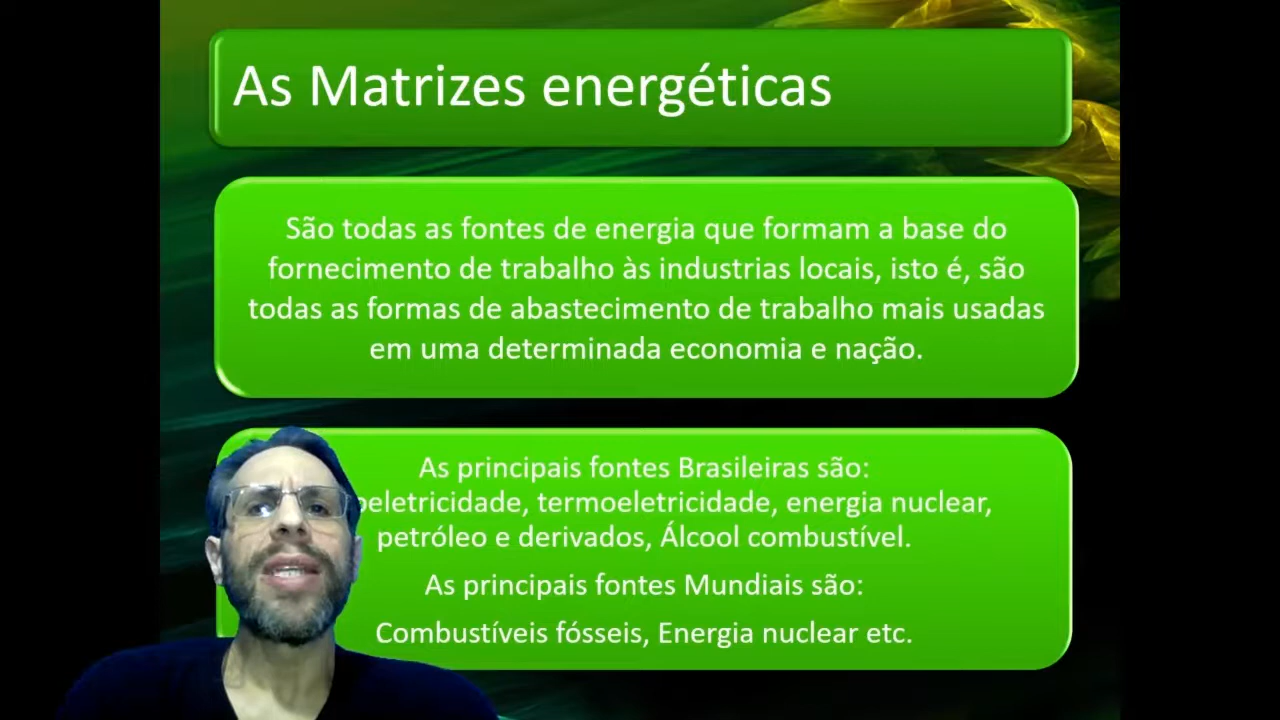 As Matrizes energéticas
São todas as fontes de energia que formam a base do
fornecimento de trabalho às industrias locais, isto é, são
todas as formas de abastecimento de trabalho mais usadas
em uma determinada economia e nação.
As principais fontes Brasileiras são:
termoeletricidade, energia nuclear,
petróleo e derivados, Álcool combustível.
As principais fontes Mundiais são:
Combustíveis fósseis, Energia nuclear etc.